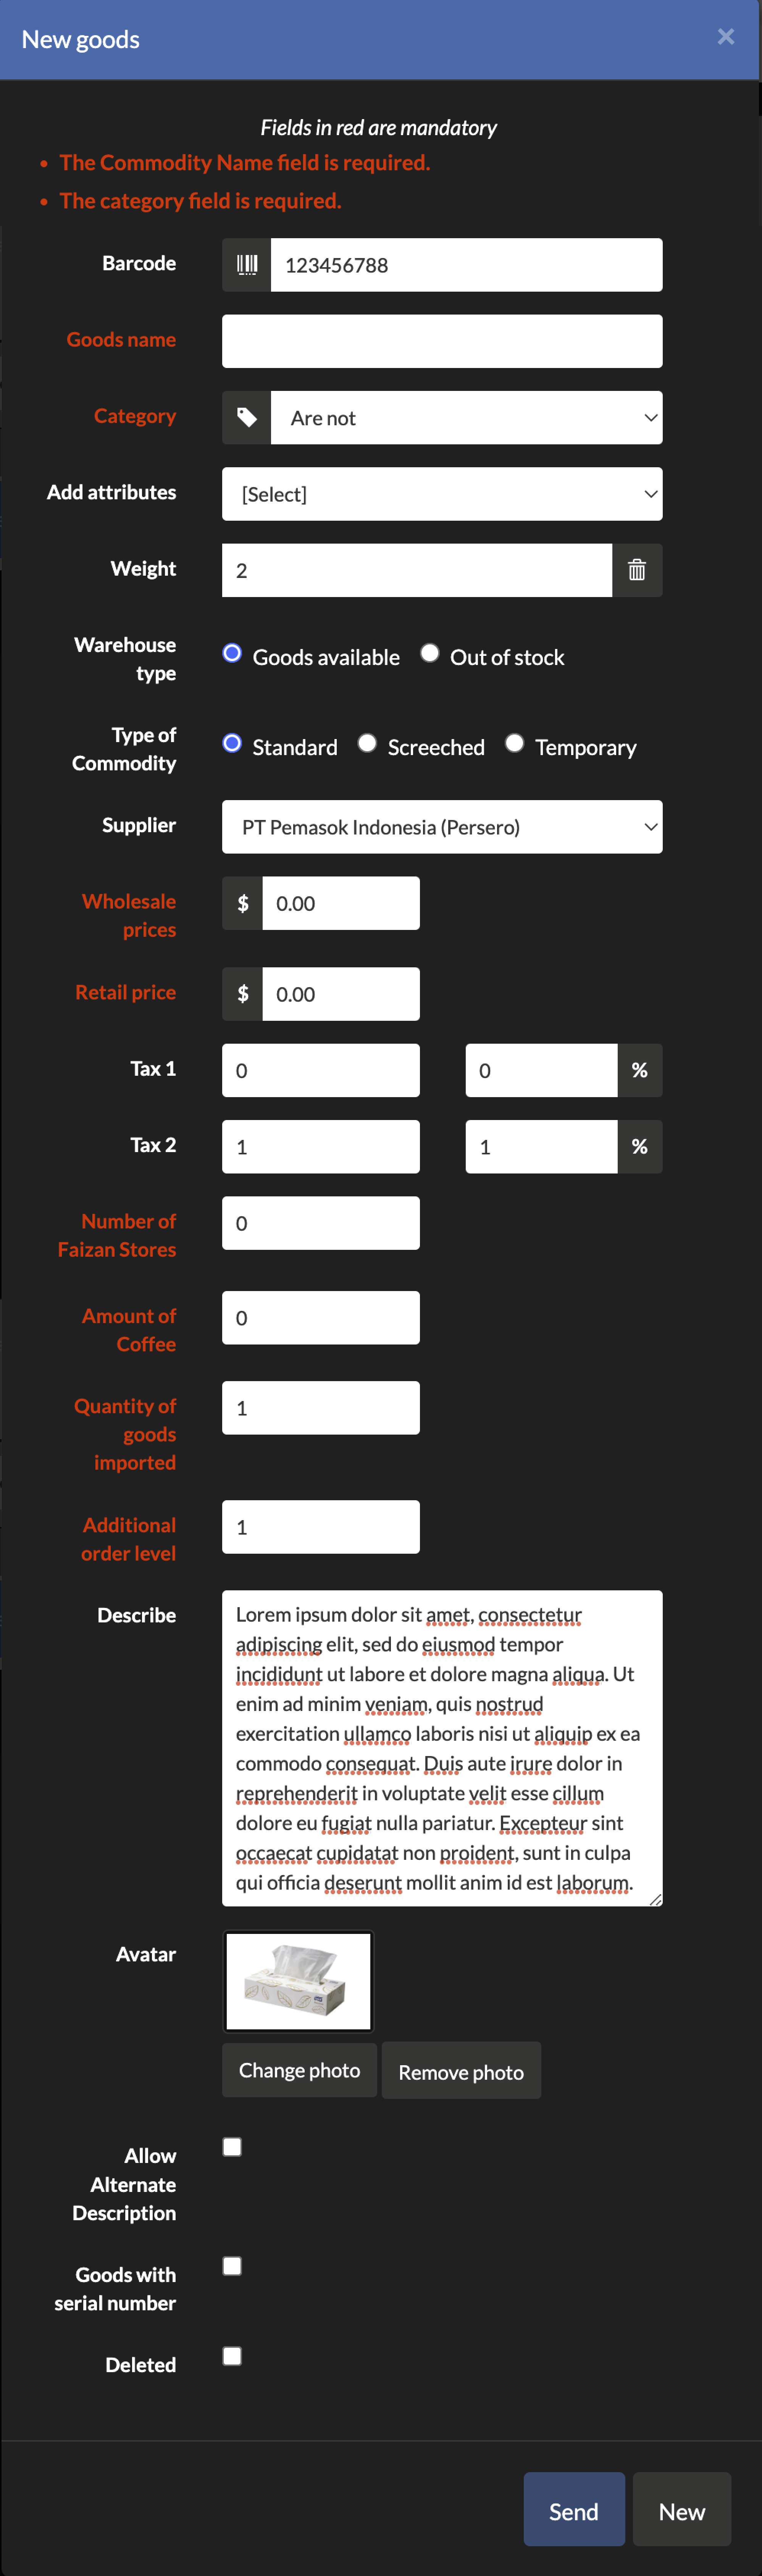 New goods
×
Fields in red are mandatory
• The Commodity Name field is required.
• The category field is required.
Barcode
123456788
Goods name
Category
Are not
Add attributes
[Select]
Weight
2
Warehouse
type
Goods available
Out of stock
Type of
Commodity
Standard
Screeched
Temporary
Supplier
PT Pemasok Indonesia (Persero)
Wholesale
prices
$ 0.00
Retail price
$ 0.00
Tax 1
0
0 %
Tax 2
1
1 %
Number of
Faizan Stores
0
Amount of
Coffee
0
Quantity of
goods
imported
1
Additional
order level
1
Describe
Lorem ipsum dolor sit amet, consectetur
adipiscing elit, sed do eiusmod tempor
incididunt ut labore et dolore magna aliqua. Ut
enim ad minim veniam, quis nostrud
exercitation ullamco laboris nisi ut aliquip ex ea
commodo consequat. Duis aute irure dolor in
reprehenderit in voluptate velit esse cillum
dolore eu fugiat nulla pariatur. Excepteur sint
occaecat cupidatat non proident, sunt in culpa
qui officia deserunt mollit anim id est laborum.
Avatar
Change photo
Remove photo
Allow
Alternate
Description
Goods with
serial number
Deleted
Send
New